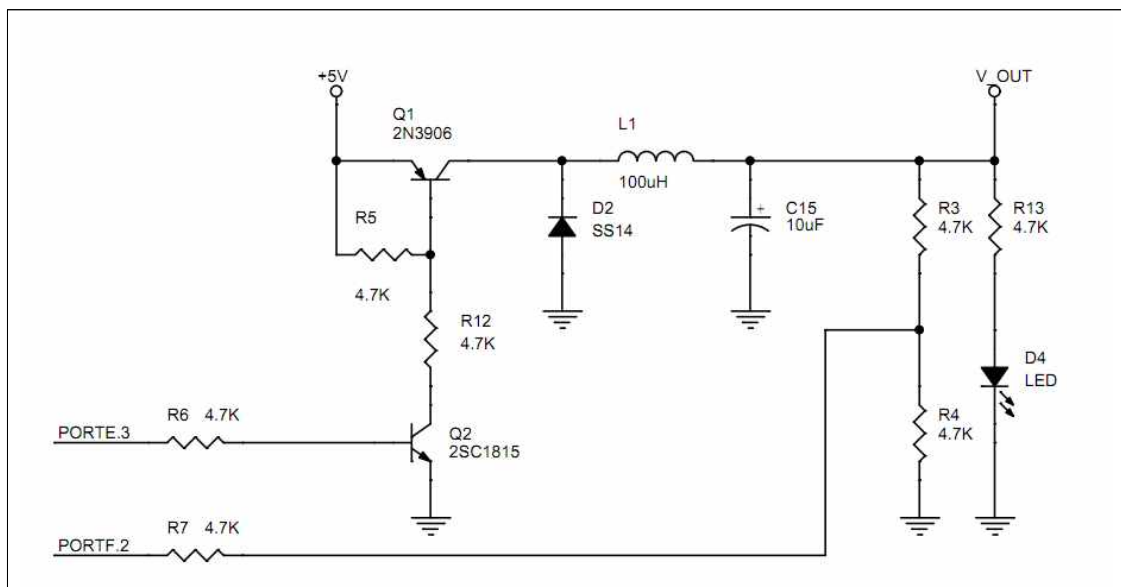 +5V
V_OUT
Q1
2N3906
L1
100uH
R5
4.7K
D2
SS14
+
C15
10uF
R3
4.7K
R13
4.7K
R12
4.7K
D4
LED
R6 4.7K
PORTE.3
Q2
2SC1815
R4
4.7K
R7 4.7K
PORTF.2